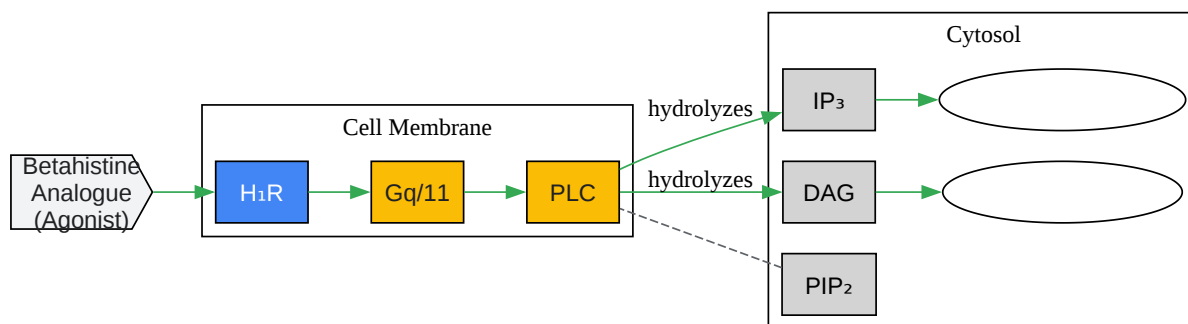 Cytosol
IP₃
hydrolyzes
Cell Membrane
Betahistine
Analogue
(Agonist)
H₁R
Gq/11
PLC
hydrolyzes
DAG
PIP₂